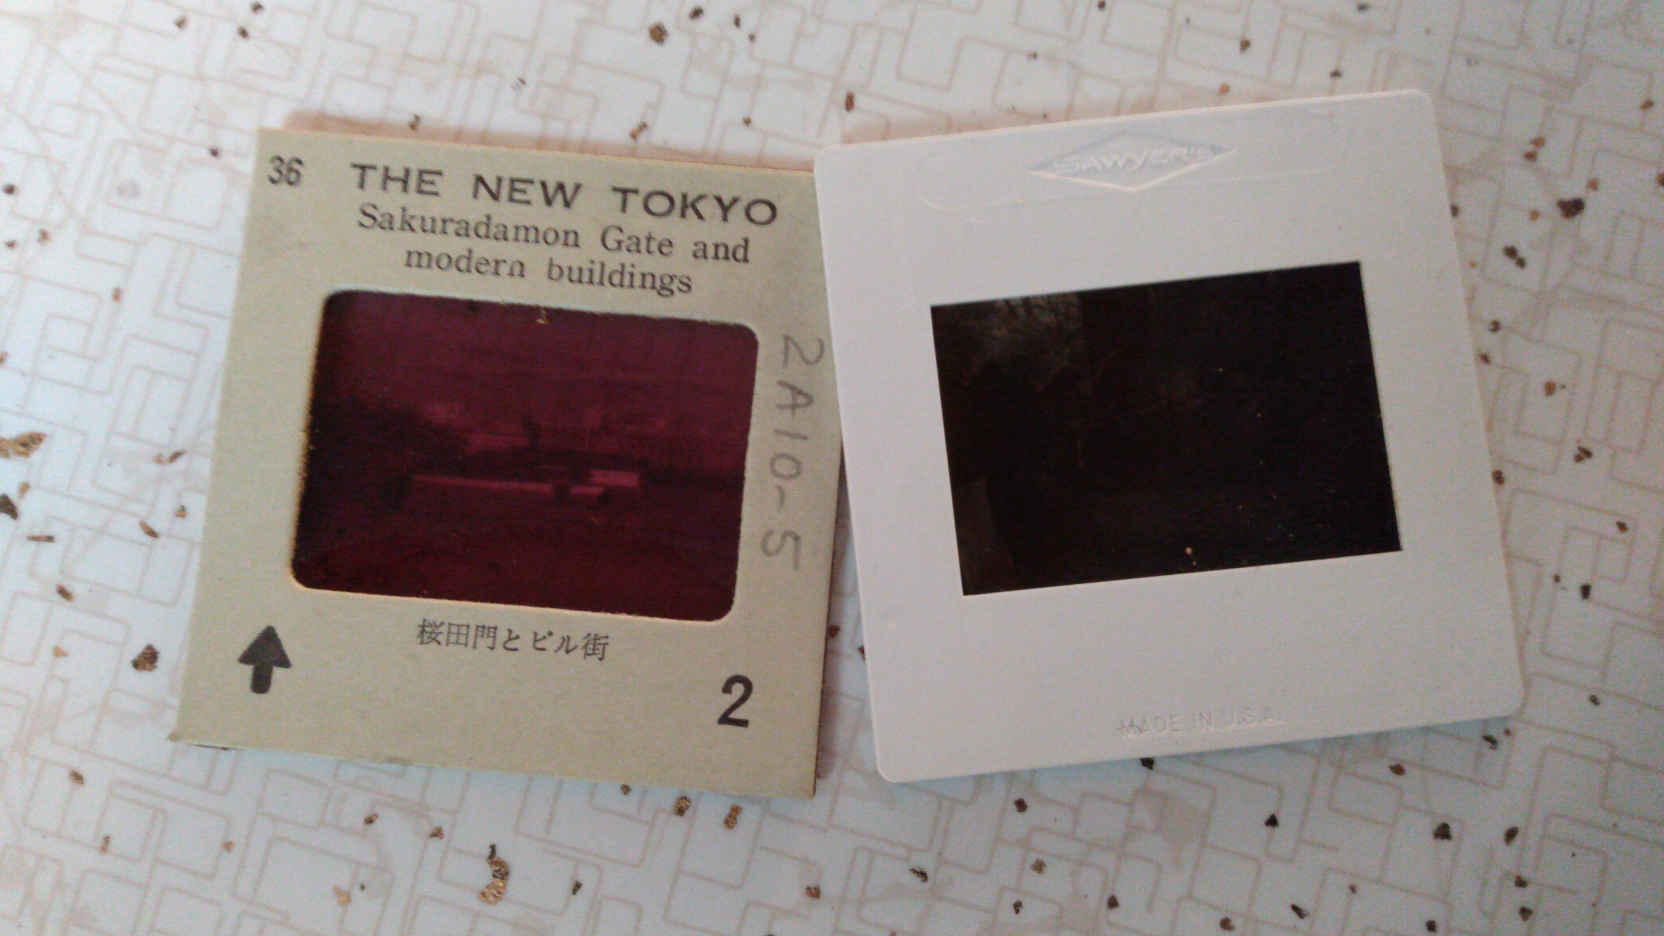 36
THE NEW TOKYO
Sakuradamon Gate and
modern buildings
2A10-5
桜田門とビル街
2
SAWYER'S
MADE IN U.S.A.